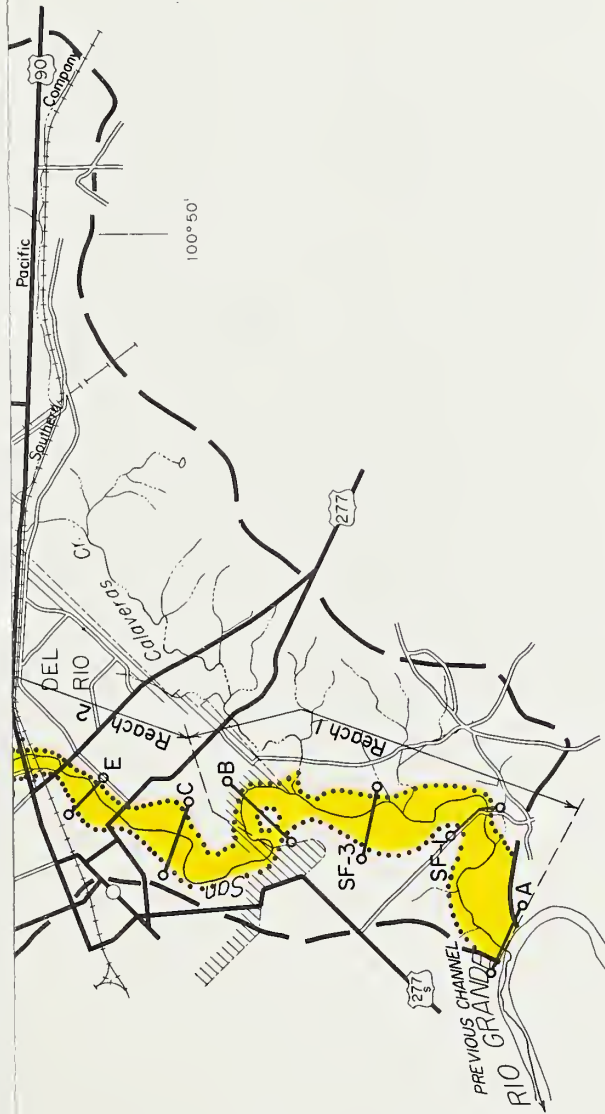 90
Company
Pacific
Southern
100°50'
Calaveras Cr.
DEL
RIO
277
Reach 2
E
C
B
Reach 1
San
SF-3
SF-1
A
277
S
PREVIOUS CHANNEL
RIO GRANDE